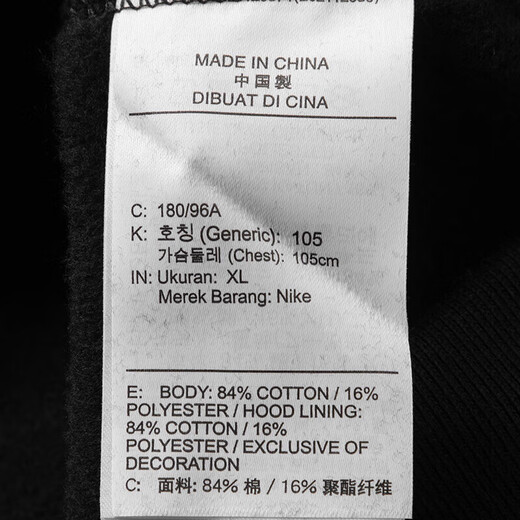 MADE IN CHINA
中国製
DIBUAT DI CINA
C: 180/96A
K: 호칭 (Generic): 105
가슴둘레 (Chest): 105cm
IN: Ukuran: XL
Merek Barang: Nike
E: BODY: 84% COTTON / 16%
POLYESTER / HOOD LINING:
84% COTTON / 16%
POLYESTER / EXCLUSIVE OF
DECORATION
C: 面料: 84% 棉 / 16% 聚酯纤维